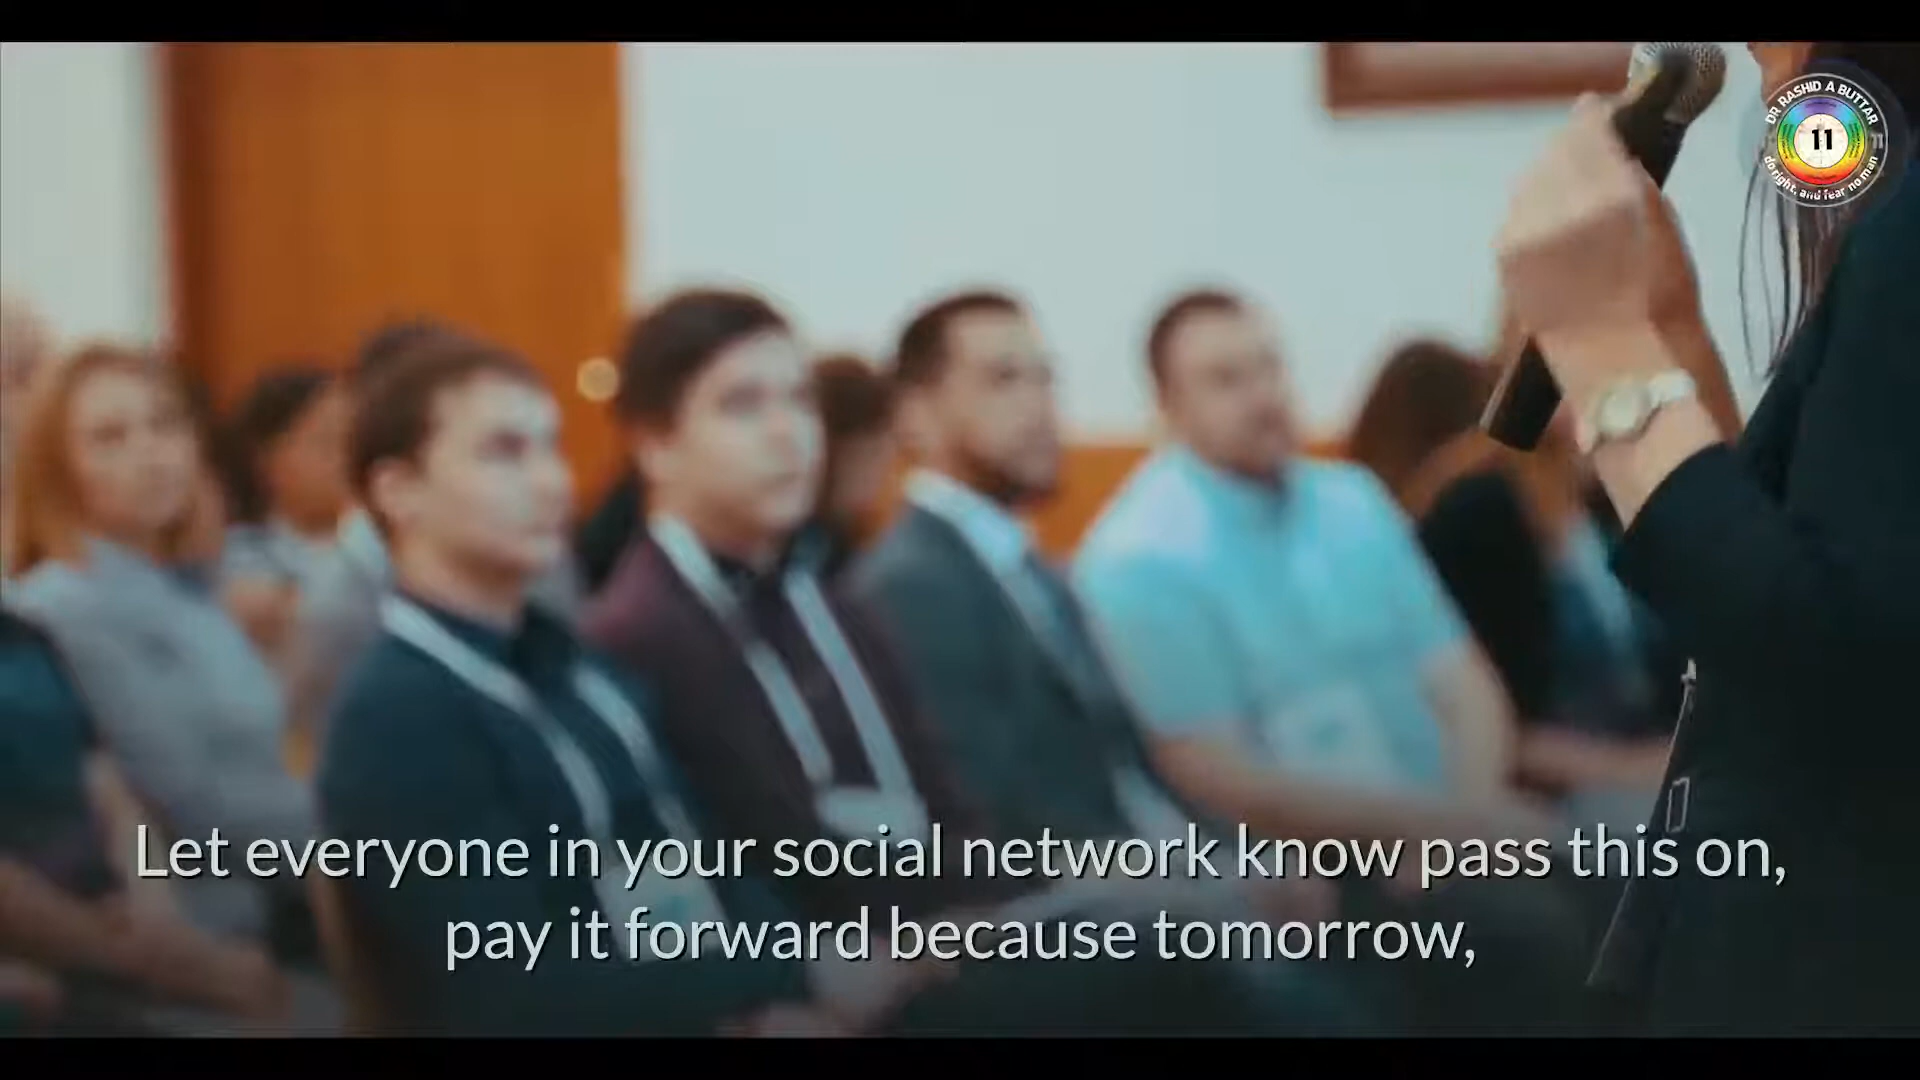 DR RASHID A BUTTAR
11
do right, and fear no man
Let everyone in your social network know pass this on,
pay it forward because tomorrow,